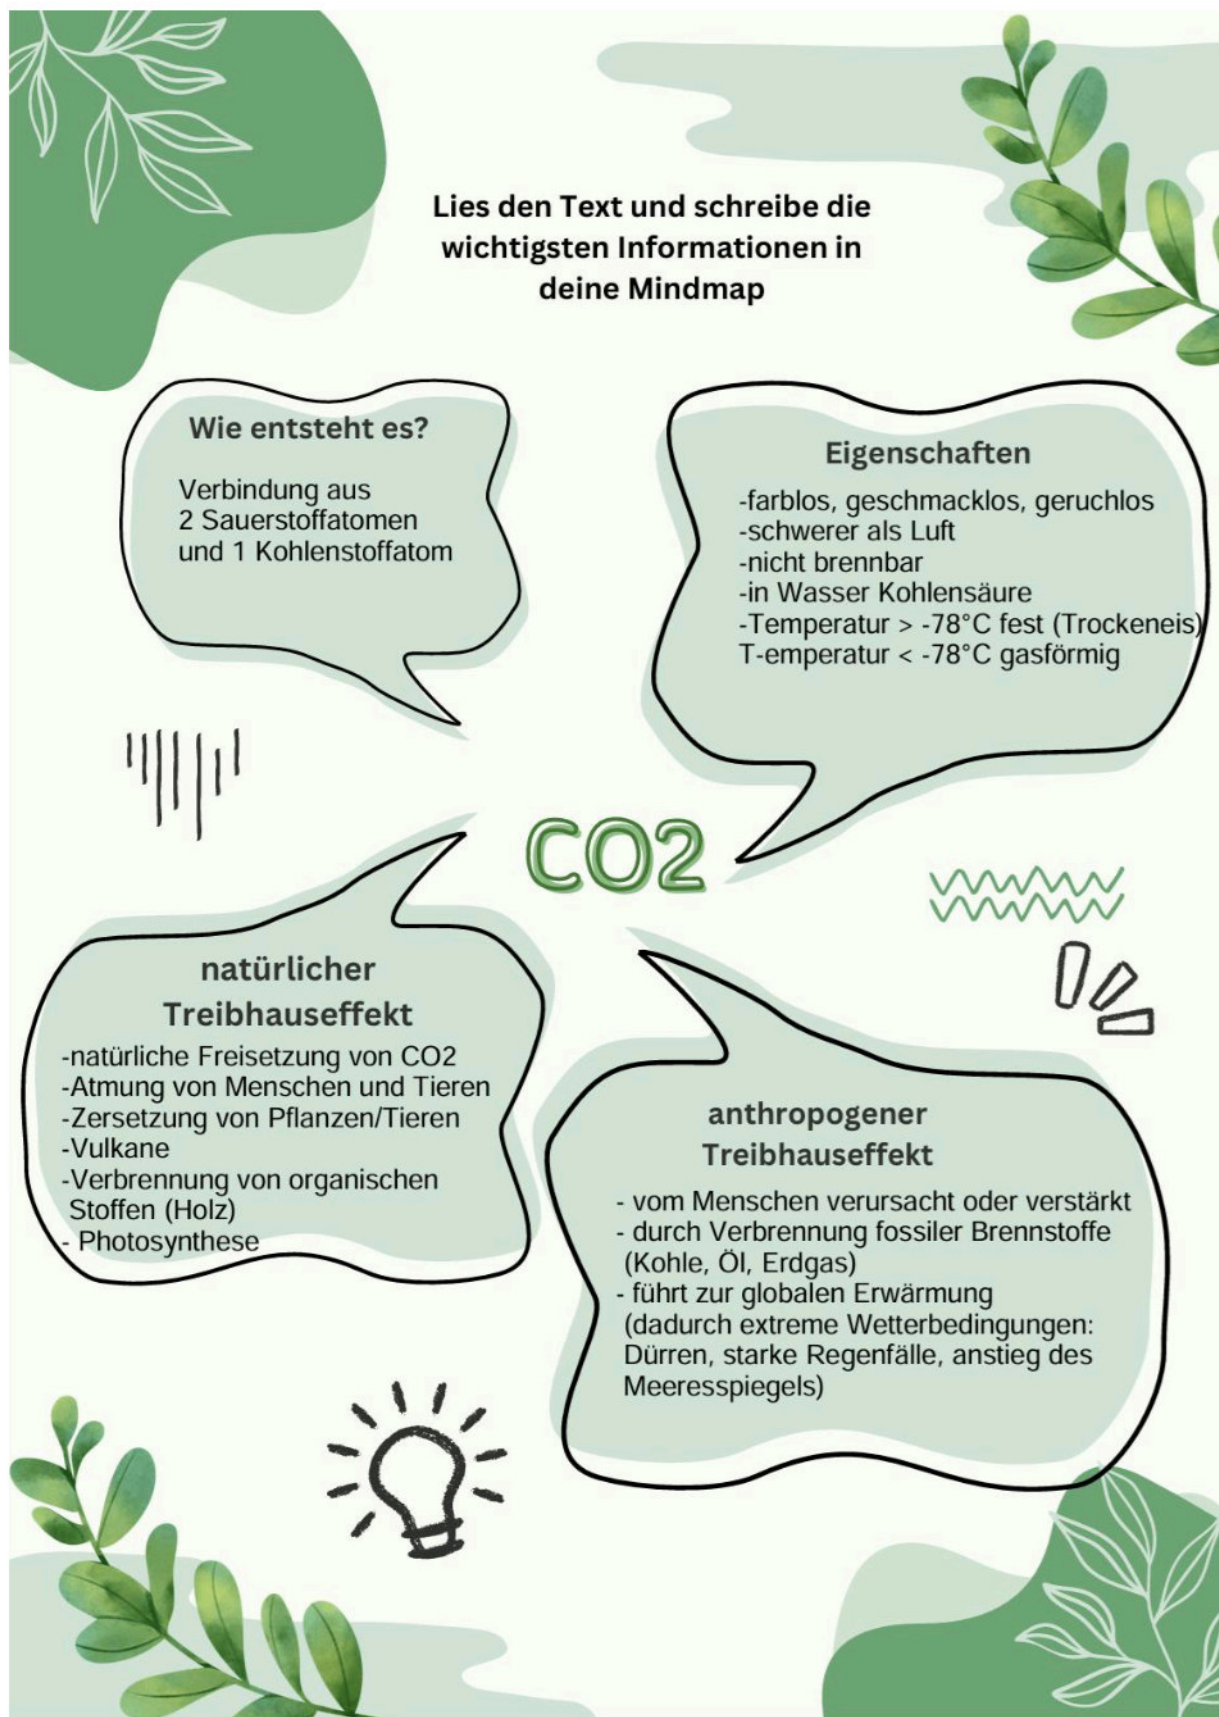 Lies den Text und schreibe die
wichtigsten Informationen in
deine Mindmap
Wie entsteht es?
Verbindung aus
2 Sauerstoffatomen
und 1 Kohlenstoffatom
Eigenschaften
-farblos, geschmacklos, geruchlos
-schwerer als Luft
-nicht brennbar
-in Wasser Kohlensäure
-Temperatur > -78°C fest (Trockeneis)
T-emperatur < -78°C gasförmig
CO2
natürlicher
Treibhauseffekt
-natürliche Freisetzung von CO2
-Atmung von Menschen und Tieren
-Zersetzung von Pflanzen/Tieren
-Vulkane
-Verbrennung von organischen
Stoffen (Holz)
- Photosynthese
anthropogener
Treibhauseffekt
- vom Menschen verursacht oder verstärkt
- durch Verbrennung fossiler Brennstoffe
(Kohle, Öl, Erdgas)
- führt zur globalen Erwärmung
(dadurch extreme Wetterbedingungen:
Dürren, starke Regenfälle, anstieg des
Meeresspiegels)